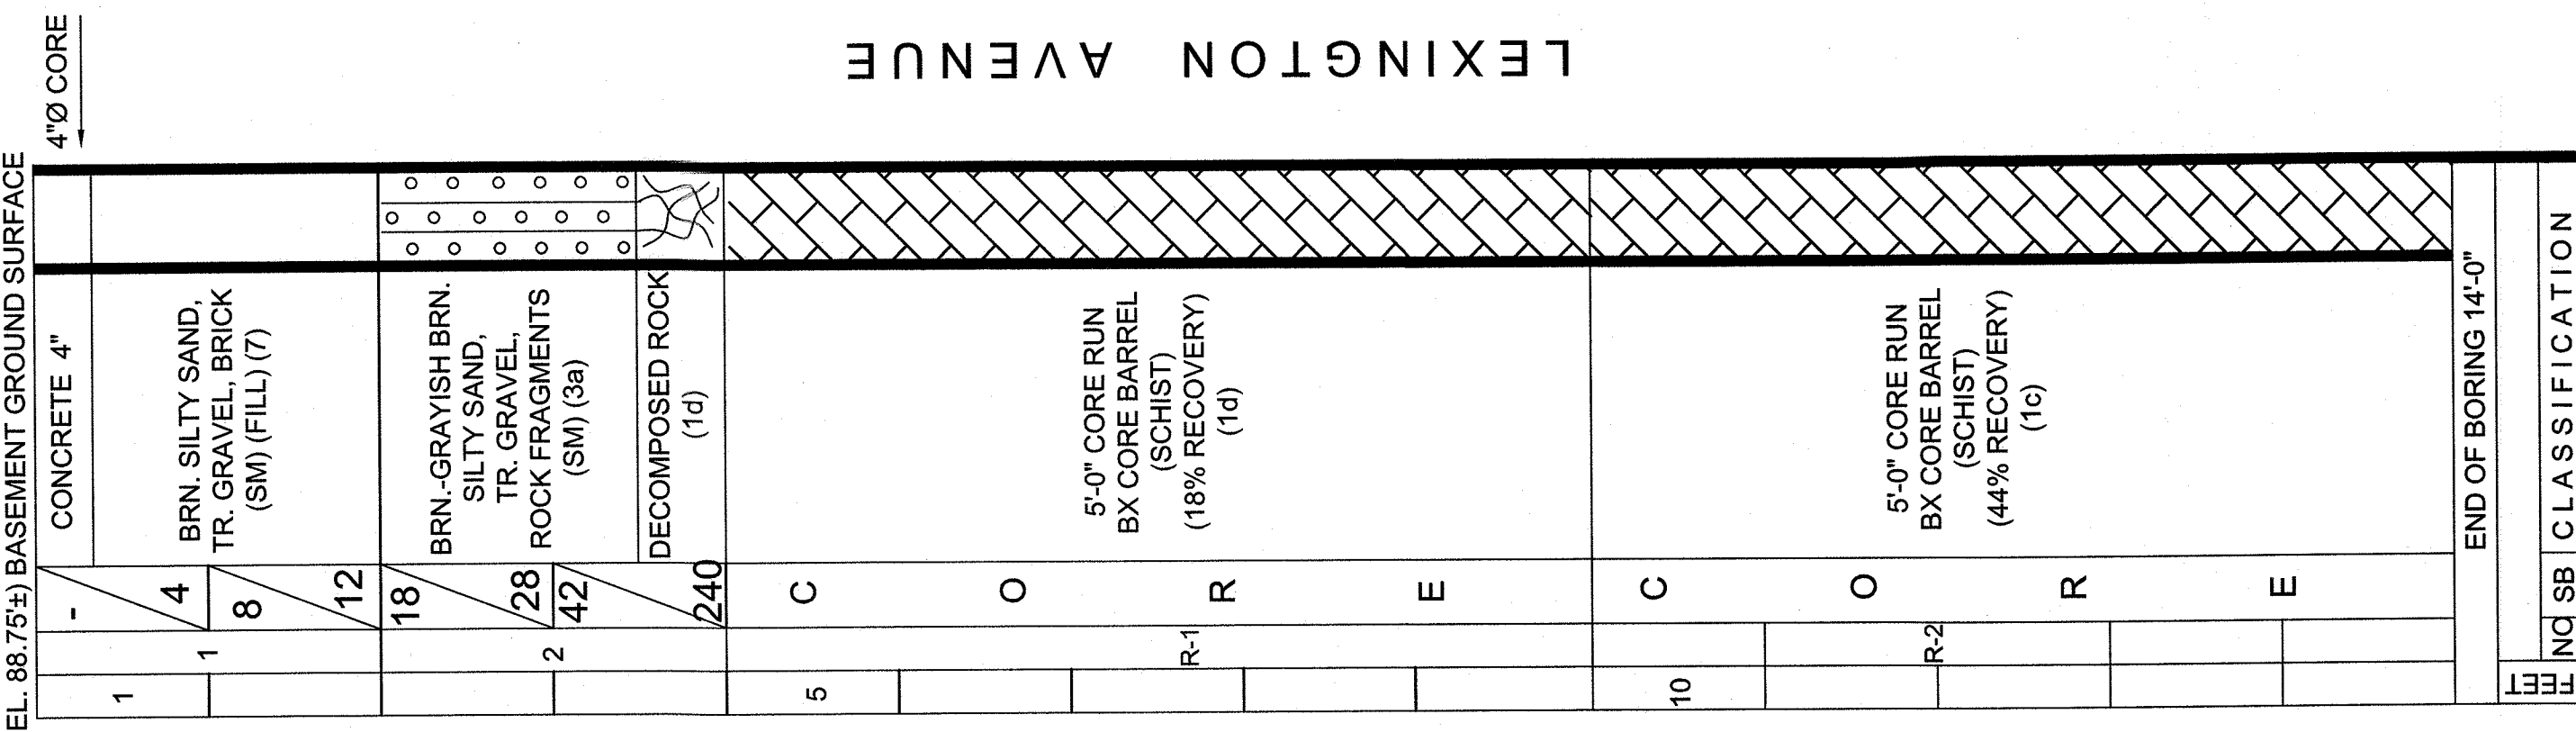 EL. 88.75'±) BASEMENT GROUND SURFACE
4"Ø CORE
LEXINGTON AVENUE
CONCRETE 4"
BRN. SILTY SAND,
TR. GRAVEL, BRICK
(SM) (FILL) (7)
BRN.-GRAYISH BRN.
SILTY SAND,
TR. GRAVEL,
ROCK FRAGMENTS
(SM) (3a)
DECOMPOSED ROCK
(1d)
5'-0" CORE RUN
BX CORE BARREL
(SCHIST)
(18% RECOVERY)
(1d)
5'-0" CORE RUN
BX CORE BARREL
(SCHIST)
(44% RECOVERY)
(1c)
END OF BORING 14'-0"
-
4
8
12
18
28
42
240
C O R E
C O R E
1
2
R-1
R-2
1
5
10
FEET
NO SB CLASSIFICATION